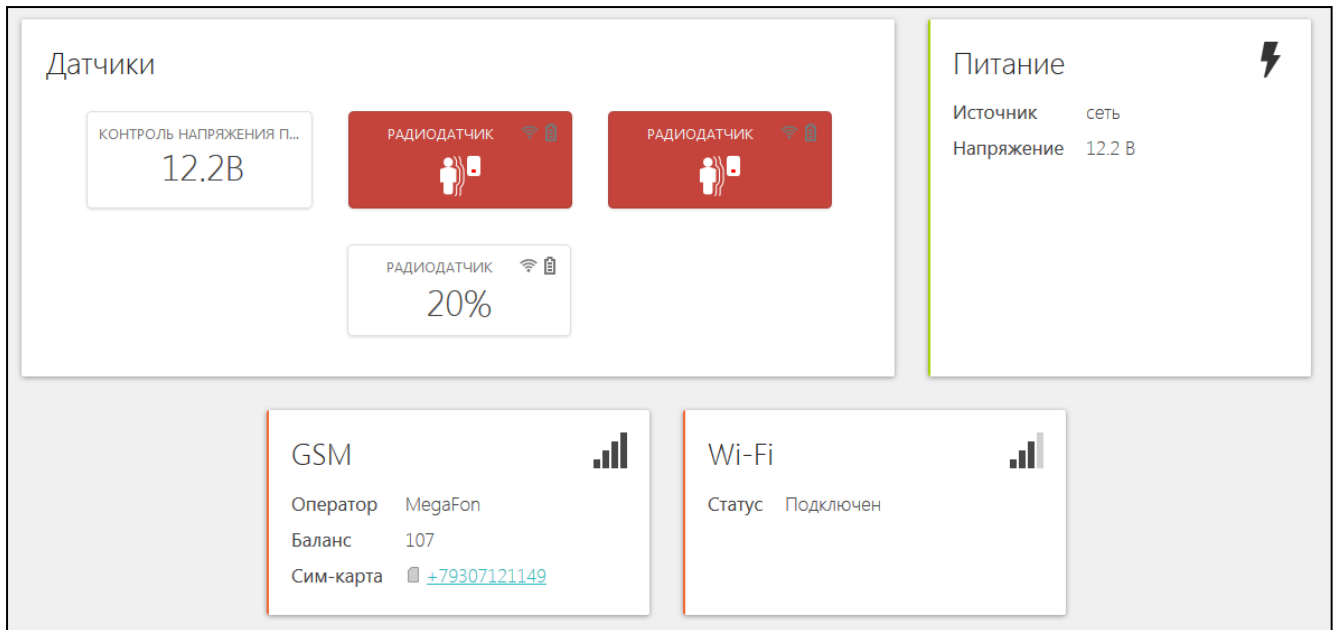 Датчики
КОНТРОЛЬ НАПРЯЖЕНИЯ П...
12.2В
РАДИОДАТЧИК
РАДИОДАТЧИК
РАДИОДАТЧИК
20%
Питание
Источник сеть
Напряжение 12.2 В
GSM
Оператор MegaFon
Баланс 107
Сим-карта +79307121149
Wi-Fi
Статус Подключен